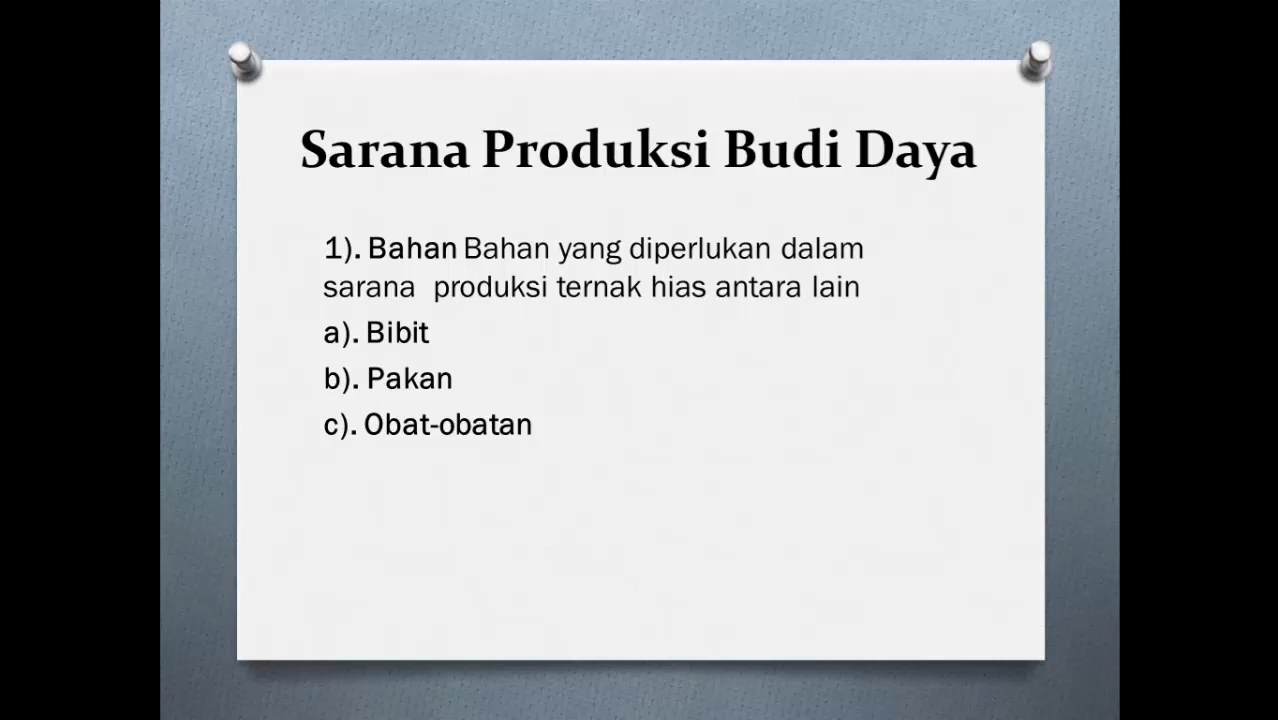 Sarana Produksi Budi Daya
1). Bahan Bahan yang diperlukan dalam
sarana  produksi ternak hias antara lain
a). Bibit
b). Pakan
c). Obat-obatan